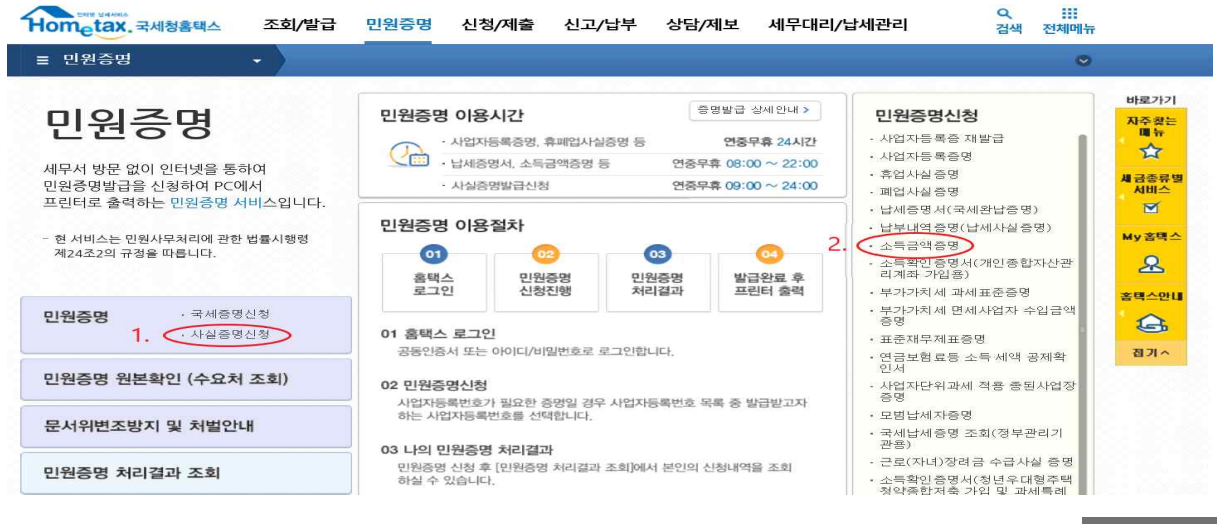 인터넷 납세서비스
Hometax. 국세청홈택스
조회/발급
민원증명
신청/제출
신고/납부
상담/제보
세무대리/납세관리
검색
전체메뉴
민원증명
민원증명
세무서 방문 없이 인터넷을 통하여
민원증명발급을 신청하여 PC에서
프린터로 출력하는 민원증명 서비스입니다.
- 현 서비스는 민원사무처리에 관한 법률시행령
제24조2의 규정을 따릅니다.
민원증명
· 국세증명신청
1. · 사실증명신청
민원증명 원본확인 (수요처 조회)
문서위변조방지 및 처벌안내
민원증명 처리결과 조회
민원증명 이용시간
증명발급 상세안내 >
· 사업자등록증명, 휴폐업사실증명 등 연중무휴 24시간
· 납세증명서, 소득금액증명 등 연중무휴 08:00 ~ 22:00
· 사실증명발급신청 연중무휴 09:00 ~ 24:00
민원증명 이용절차
01
홈택스
로그인
02
민원증명
신청진행
03
민원증명
처리결과
04
발급완료 후
프린터 출력
01 홈택스 로그인
공동인증서 또는 아이디/비밀번호로 로그인합니다.
02 민원증명신청
사업자등록번호가 필요한 증명일 경우 사업자등록번호 목록 중 발급받고자
하는 사업자등록번호를 선택합니다.
03 나의 민원증명 처리결과
민원증명 신청 후 [민원증명 처리결과 조회]에서 본인의 신청내역을 조회
하실 수 있습니다.
민원증명신청
· 사업자등록증 재발급
· 사업자등록증명
· 휴업사실증명
· 폐업사실증명
· 납세증명서(국세완납증명)
· 납부내역증명(납세사실증명)
2. · 소득금액증명
· 소득확인증명서(개인종합자산관
리계좌 가입용)
· 부가가치세 과세표준증명
· 부가가치세 면세사업자 수입금액
증명
· 표준재무제표증명
· 연금보험료등 소득 세액 공제확
인서
· 사업자단위과세 적용 종된사업장
증명
· 모범납세자증명
· 국세납세증명 조회(정부관리기
관용)
· 근로(자녀)장려금 수급사실 증명
· 소득확인증명서(청년우대형주택
청약종합저축 가입 및 과세특례
바로가기
자주찾는
메뉴
세금종류별
서비스
My홈택스
홈택스안내
접기